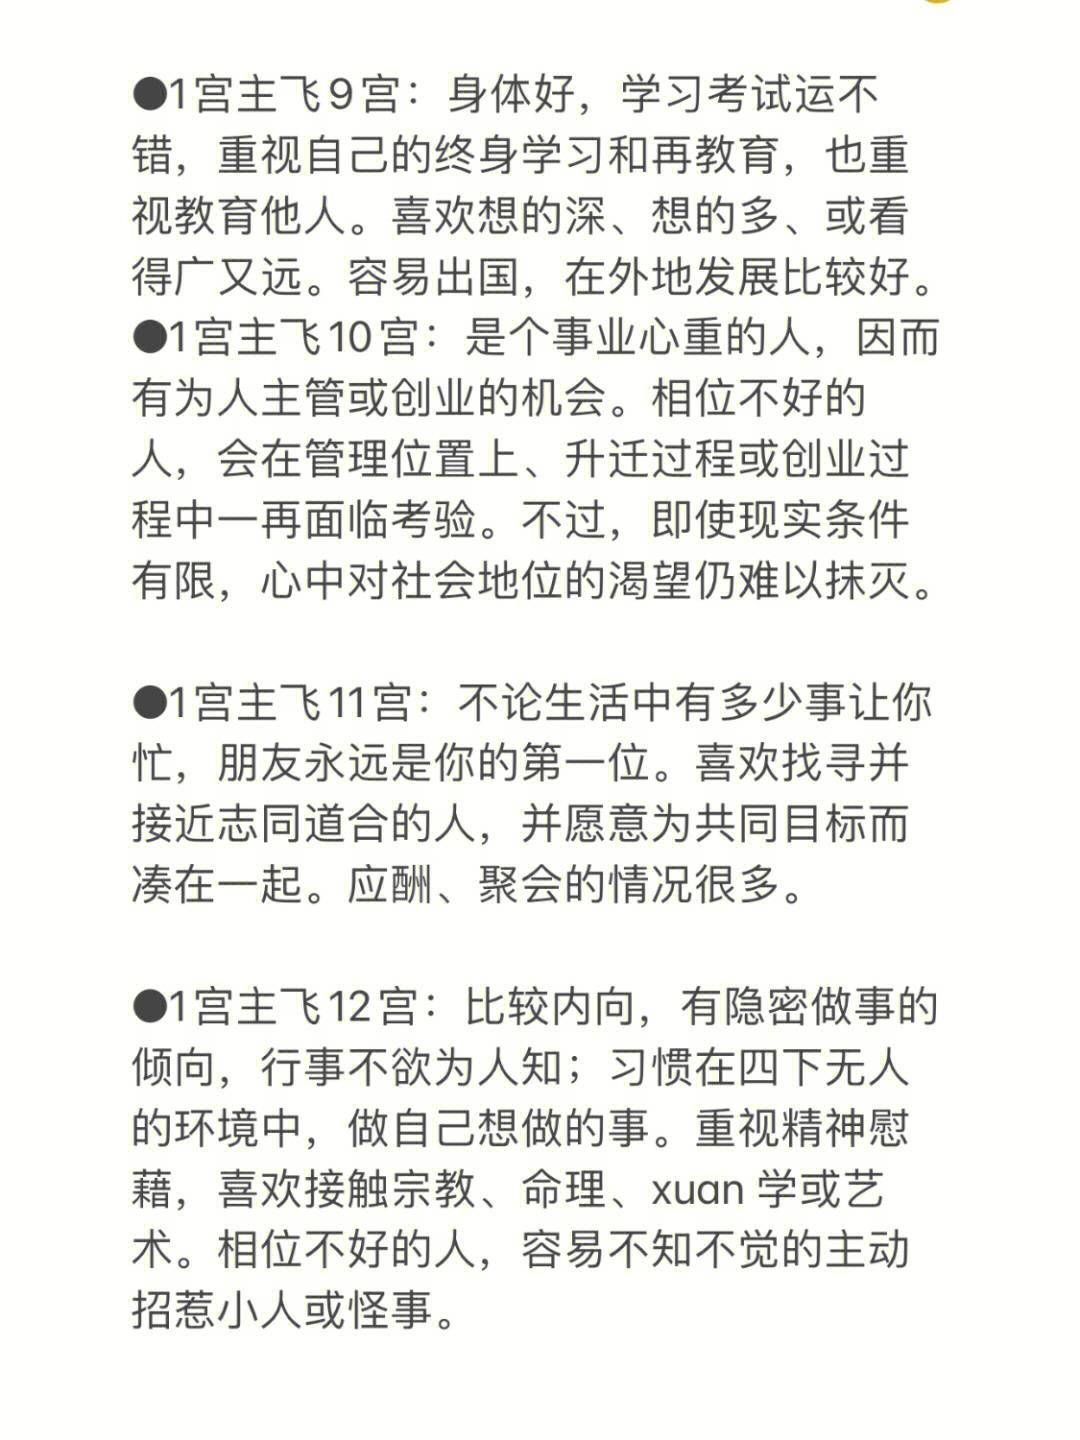 ●1宫主飞9宫：身体好，学习考试运不
错，重视自己的终身学习和再教育，也重
视教育他人。喜欢想的深、想的多、或看
得广又远。容易出国，在外地发展比较好。
●1宫主飞10宫：是个事业心重的人，因而
有为人主管或创业的机会。相位不好的
人，会在管理位置上、升迁过程或创业过
程中一再面临考验。不过，即使现实条件
有限，心中对社会地位的渴望仍难以抹灭。
●1宫主飞11宫：不论生活中有多少事让你
忙，朋友永远是你的第一位。喜欢找寻并
接近志同道合的人，并愿意为共同目标而
凑在一起。应酬、聚会的情况很多。
●1宫主飞12宫：比较内向，有隐密做事的
倾向，行事不欲为人知；习惯在四下无人
的环境中，做自己想做的事。重视精神慰
藉，喜欢接触宗教、命理、xuan 学或艺
术。相位不好的人，容易不知不觉的主动
招惹小人或怪事。